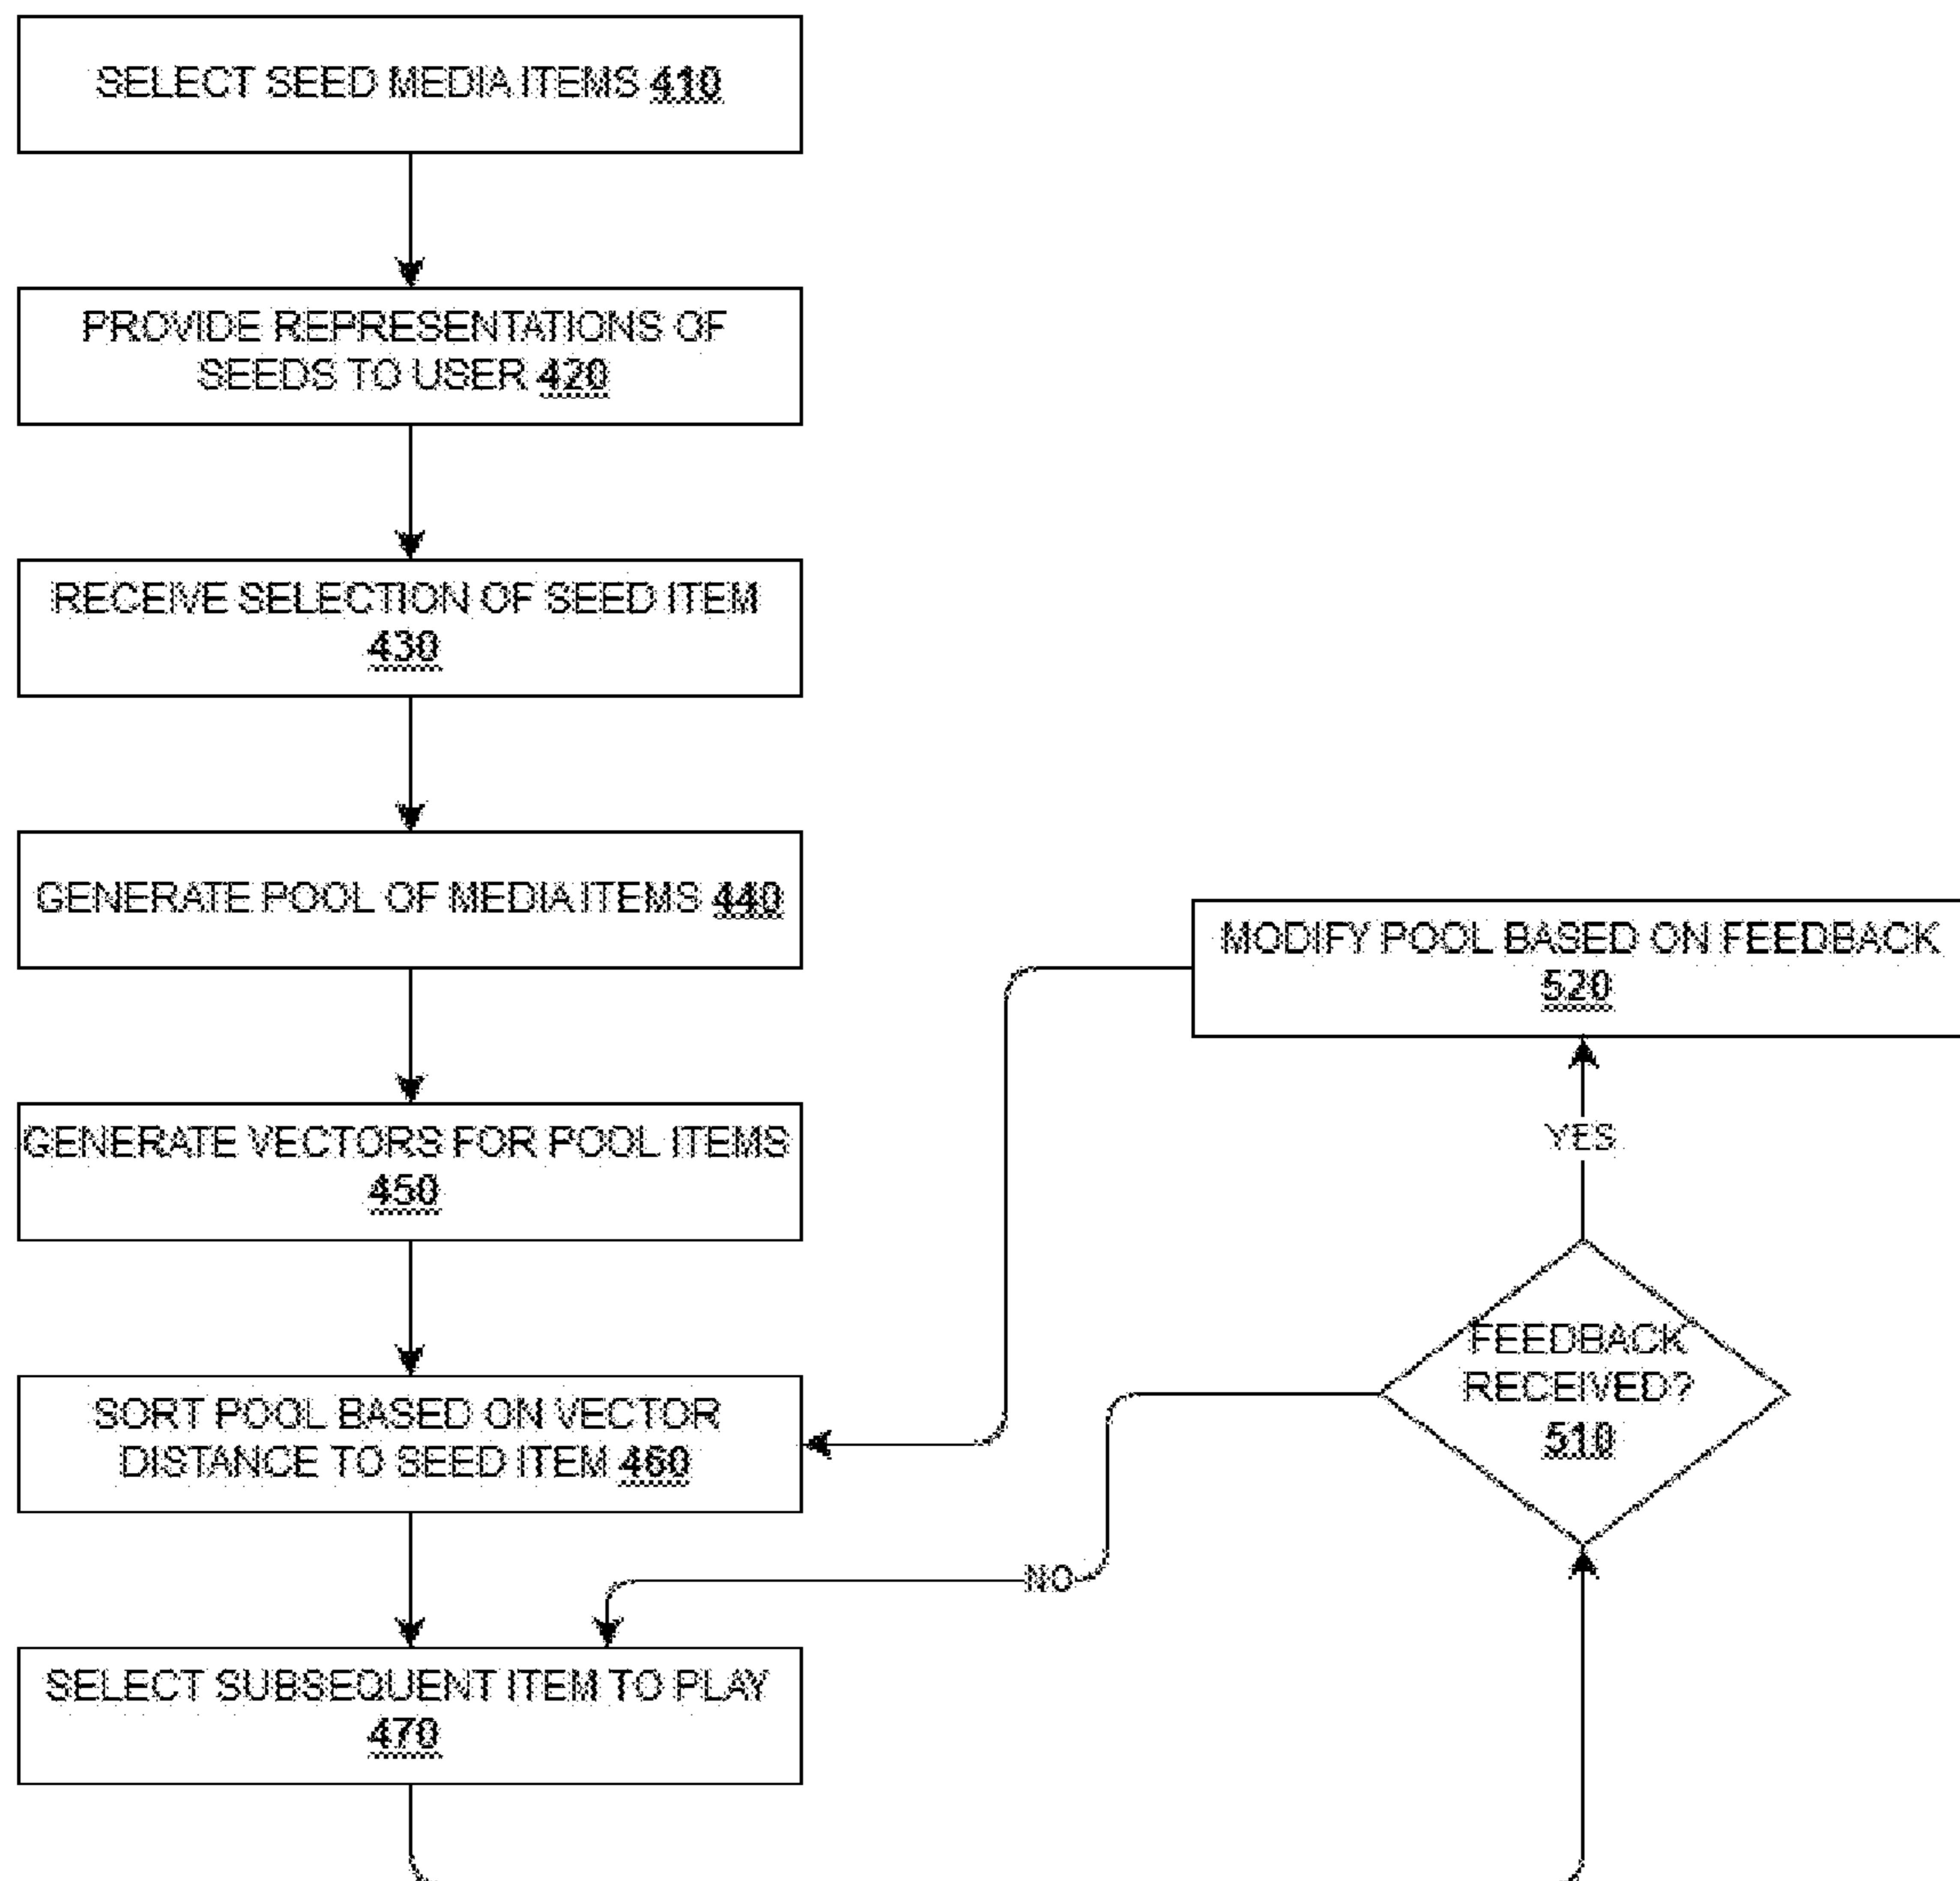 SELECT SEED MEDIA ITEMS 410
PROVIDE REPRESENTATIONS OF
SEEDS TO USER 420
RECEIVE SELECTION OF SEED ITEM
430
GENERATE POOL OF MEDIA ITEMS 440
MODIFY POOL BASED ON FEEDBACK
520
GENERATE VECTORS FOR POOL ITEMS
450
YES
FEEDBACK
RECEIVED?
510
SORT POOL BASED ON VECTOR
DISTANCE TO SEED ITEM 460
NO
SELECT SUBSEQUENT ITEM TO PLAY
470